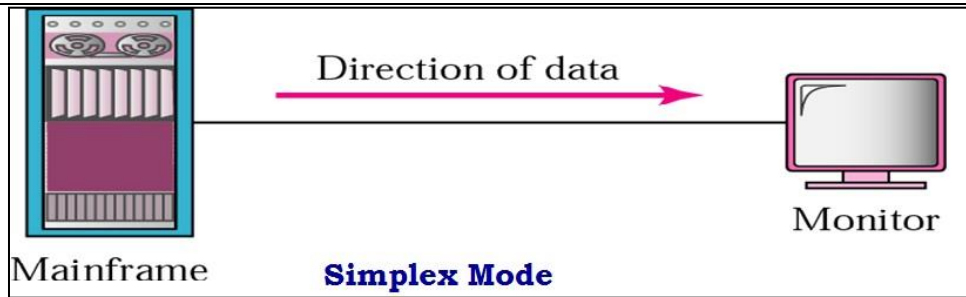 Direction of data
Monitor
Mainframe
Simplex Mode